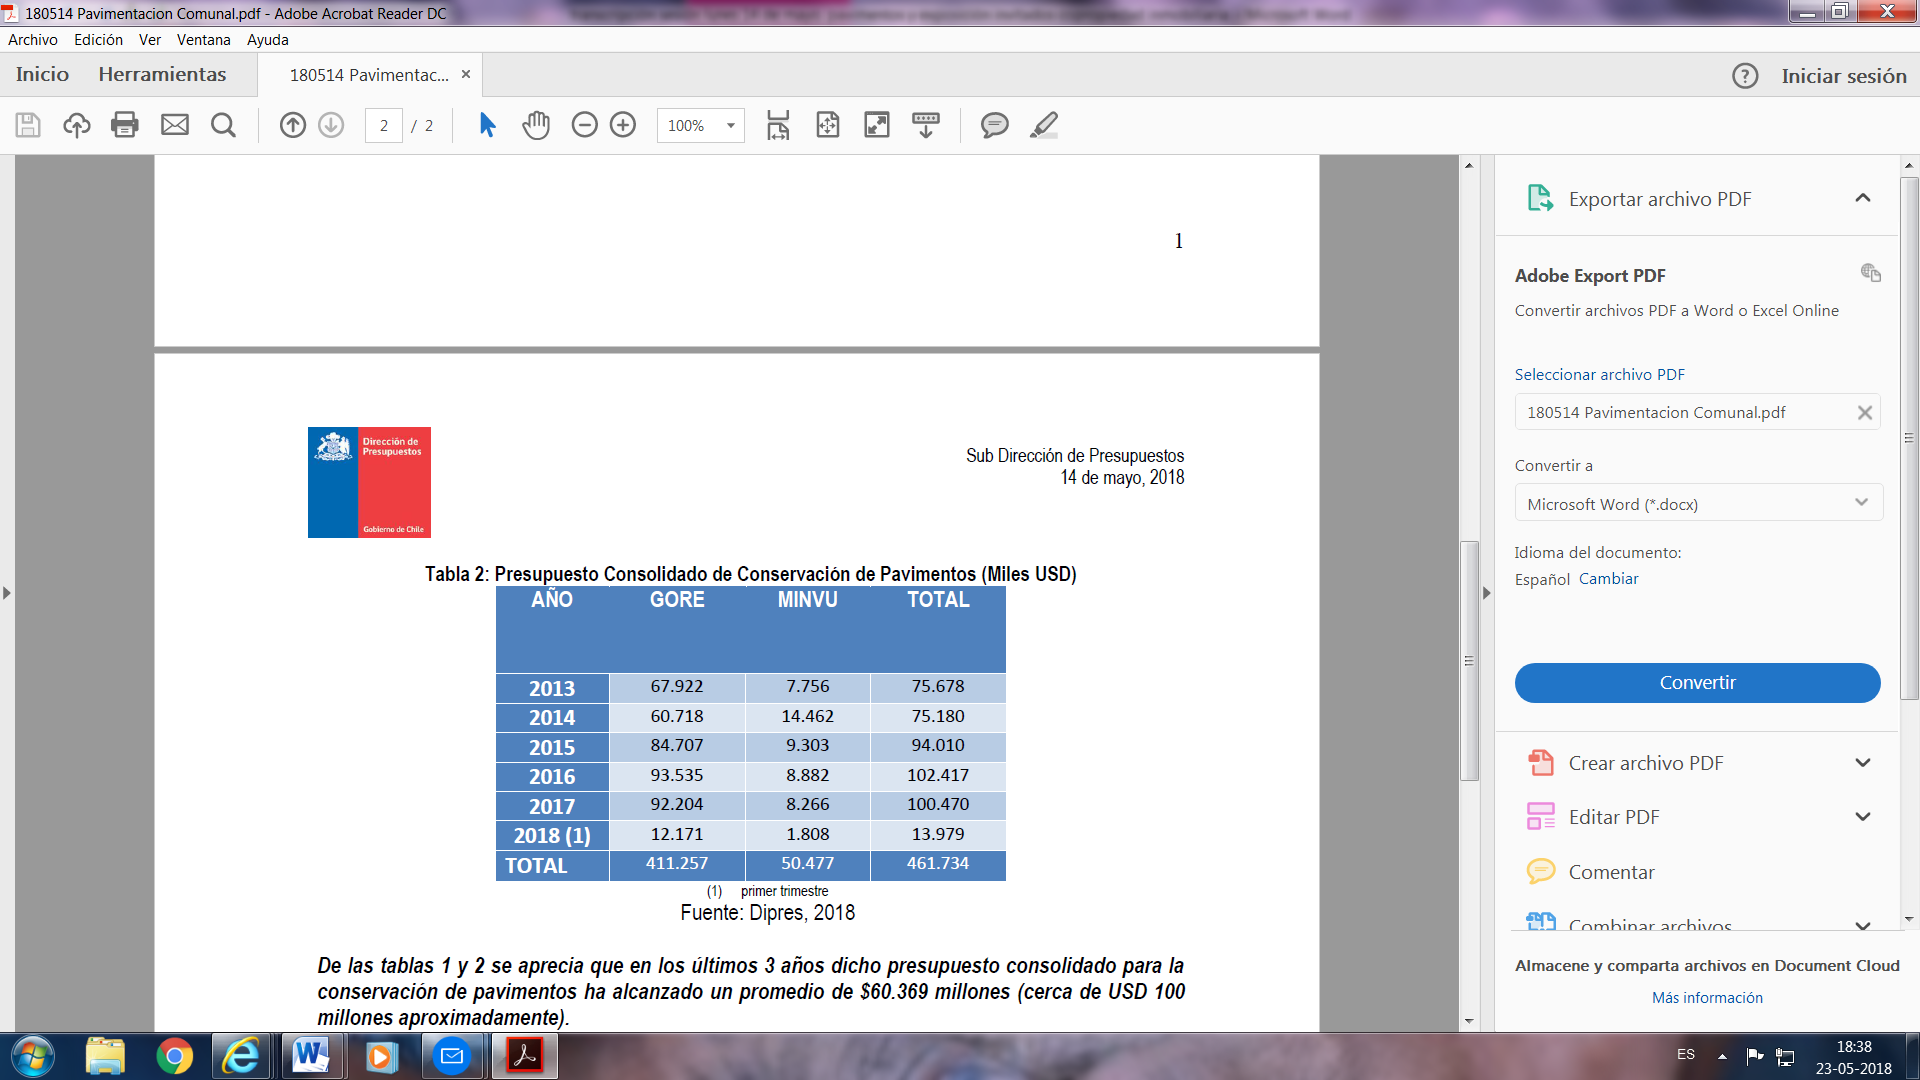 180514 Pavimentacion Comunal.pdf - Adobe Acrobat Reader DC
Archivo Edición Ver Ventana Ayuda
Inicio Herramientas 180514 Pavimentac... × ? Iniciar sesión
2 / 2 100%
1
Dirección de
Presupuestos
Gobierno de Chile
Sub Dirección de Presupuestos
14 de mayo, 2018
Tabla 2: Presupuesto Consolidado de Conservación de Pavimentos (Miles USD)
AÑO GORE MINVU TOTAL
2013 67.922 7.756 75.678
2014 60.718 14.462 75.180
2015 84.707 9.303 94.010
2016 93.535 8.882 102.417
2017 92.204 8.266 100.470
2018 (1) 12.171 1.808 13.979
TOTAL 411.257 50.477 461.734
(1) primer trimestre
Fuente: Dipres, 2018
De las tablas 1 y 2 se aprecia que en los últimos 3 años dicho presupuesto consolidado para la
conservación de pavimentos ha alcanzado un promedio de $60.369 millones (cerca de USD 100
millones aproximadamente).
Exportar archivo PDF
Adobe Export PDF
Convertir archivos PDF a Word o Excel Online
Seleccionar archivo PDF
180514 Pavimentacion Comunal.pdf
Convertir a
Microsoft Word (*.docx)
Idioma del documento:
Español Cambiar
Convertir
Crear archivo PDF
Editar PDF
Comentar
Combinar archivos
Almacene y comparta archivos en Document Cloud
Más información
ES
18:38
23-05-2018